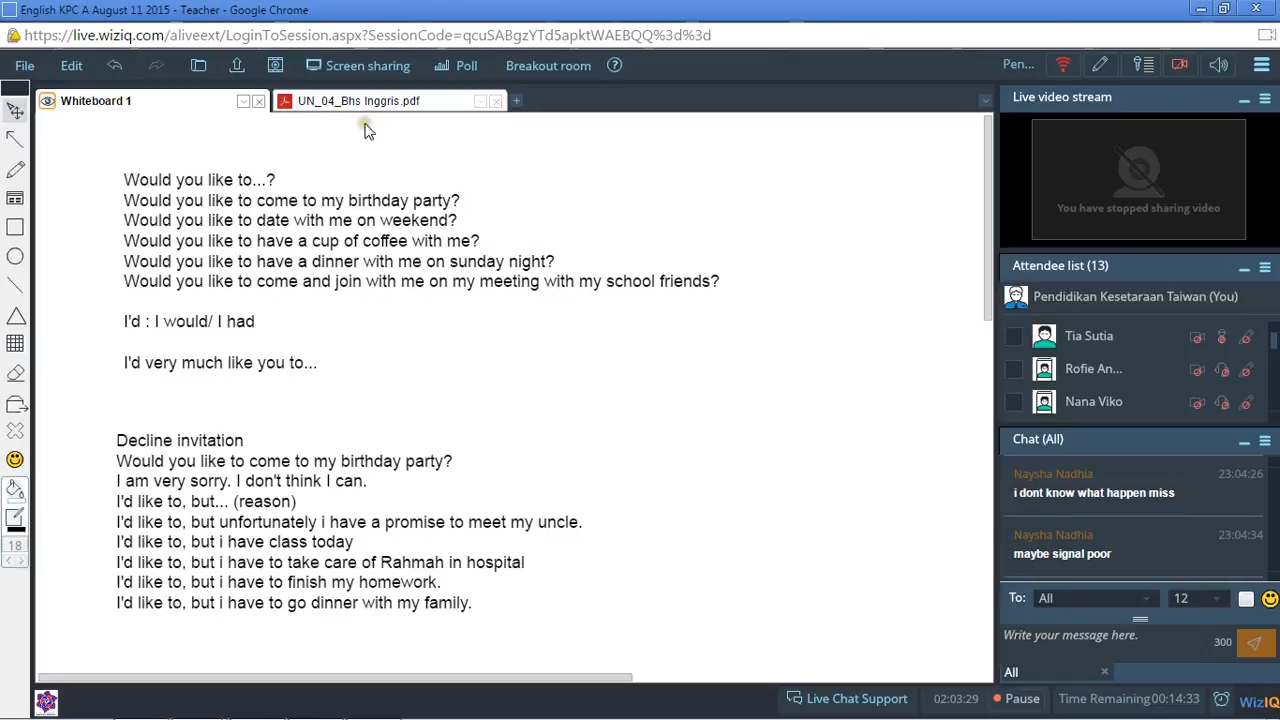 English KPC A August 11 2015 - Teacher - Google Chrome
https://live.wiziq.com/aliveext/LoginToSession.aspx?SessionCode=qcuSABgzYTd5apktWAEBQQ%3d%3d
File Edit Screen sharing Poll Breakout room ? Pen...
Whiteboard 1 UN_04_Bhs Inggris.pdf +
Live video stream
You have stopped sharing video
Would you like to...?
Would you like to come to my birthday party?
Would you like to date with me on weekend?
Would you like to have a cup of coffee with me?
Would you like to have a dinner with me on sunday night?
Would you like to come and join with me on my meeting with my school friends?
I'd : I would/ I had
I'd very much like you to...
Decline invitation
Would you like to come to my birthday party?
I am very sorry. I don't think I can.
I'd like to, but... (reason)
I'd like to, but unfortunately i have a promise to meet my uncle.
I'd like to, but i have class today
I'd like to, but i have to take care of Rahmah in hospital
I'd like to, but i have to finish my homework.
I'd like to, but i have to go dinner with my family.
18
Attendee list (13)
Pendidikan Kesetaraan Taiwan (You)
Tia Sutia
Rofie An...
Nana Viko
Chat (All)
Naysha Nadhia 23:04:26
i dont know what happen miss
Naysha Nadhia 23:04:34
maybe signal poor
To: All 12
Write your message here. 300
All
Live Chat Support 02:03:29 Pause Time Remaining 00:14:33 WizIQ